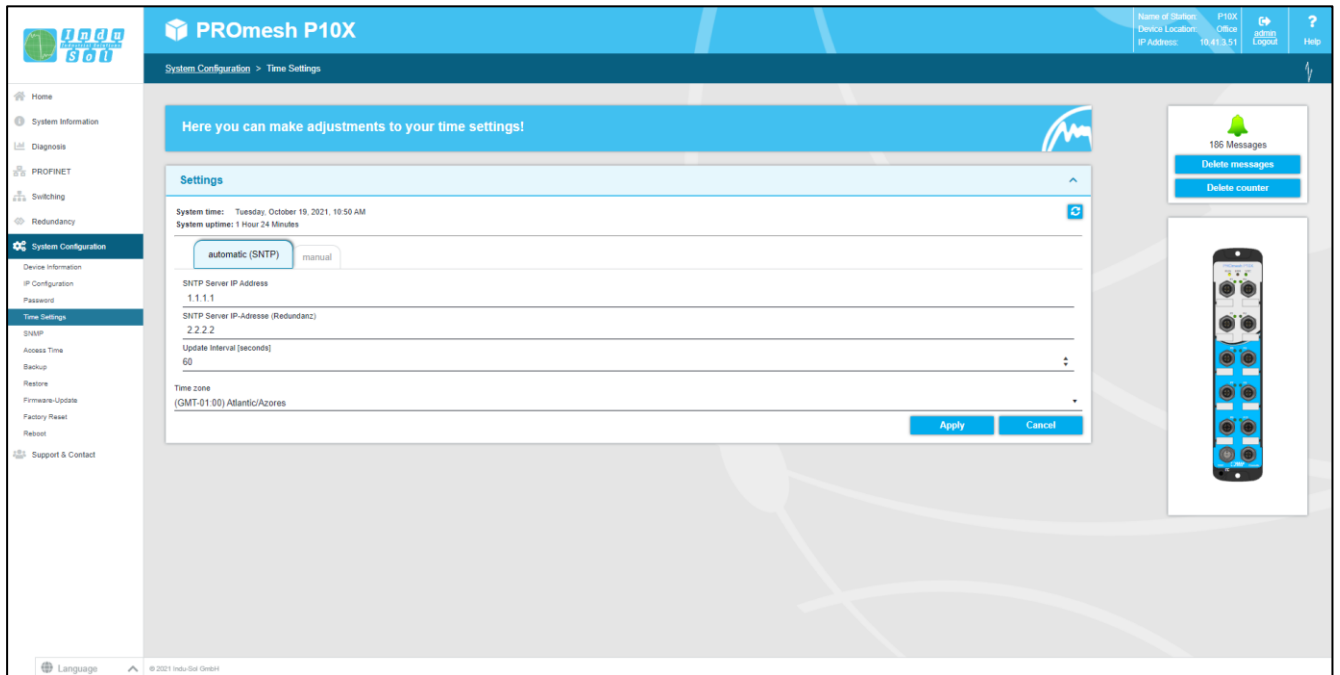 Indu
Industrial Solutions
Sol
PROmesh P10X
Name of Station: P10X
Device Location: Office
IP Address: 10.41.3.51
admin
Logout
?
Help
System Configuration > Time Settings
Home
System Information
Diagnosis
PROFINET
Switching
Redundancy
System Configuration
Device Information
IP Configuration
Password
Time Settings
SNMP
Access Time
Backup
Restore
Firmware-Update
Factory Reset
Reboot
Support & Contact
Here you can make adjustments to your time settings!
Settings
System time: Tuesday, October 19, 2021, 10:50 AM
System uptime: 1 Hour 24 Minutes
automatic (SNTP)
manual
SNTP Server IP Address
1.1.1.1
SNTP Server IP-Adresse (Redundanz)
2.2.2.2
Update Interval [seconds]
60
Time zone
(GMT-01:00) Atlantic/Azores
Apply
Cancel
186 Messages
Delete messages
Delete counter
PROmesh P10X
Language
© 2021 Indu-Sol GmbH